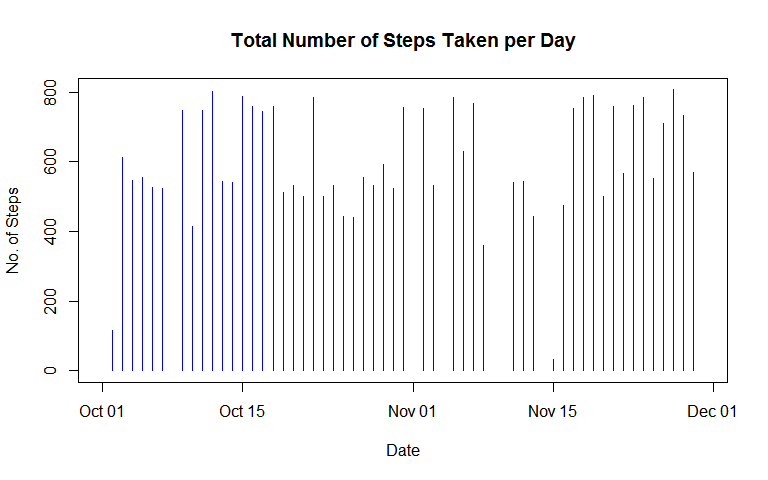 Total Number of Steps Taken per Day
No. of Steps
800
600
400
200
0
Oct 01 Oct 15 Nov 01 Nov 15 Dec 01
Date